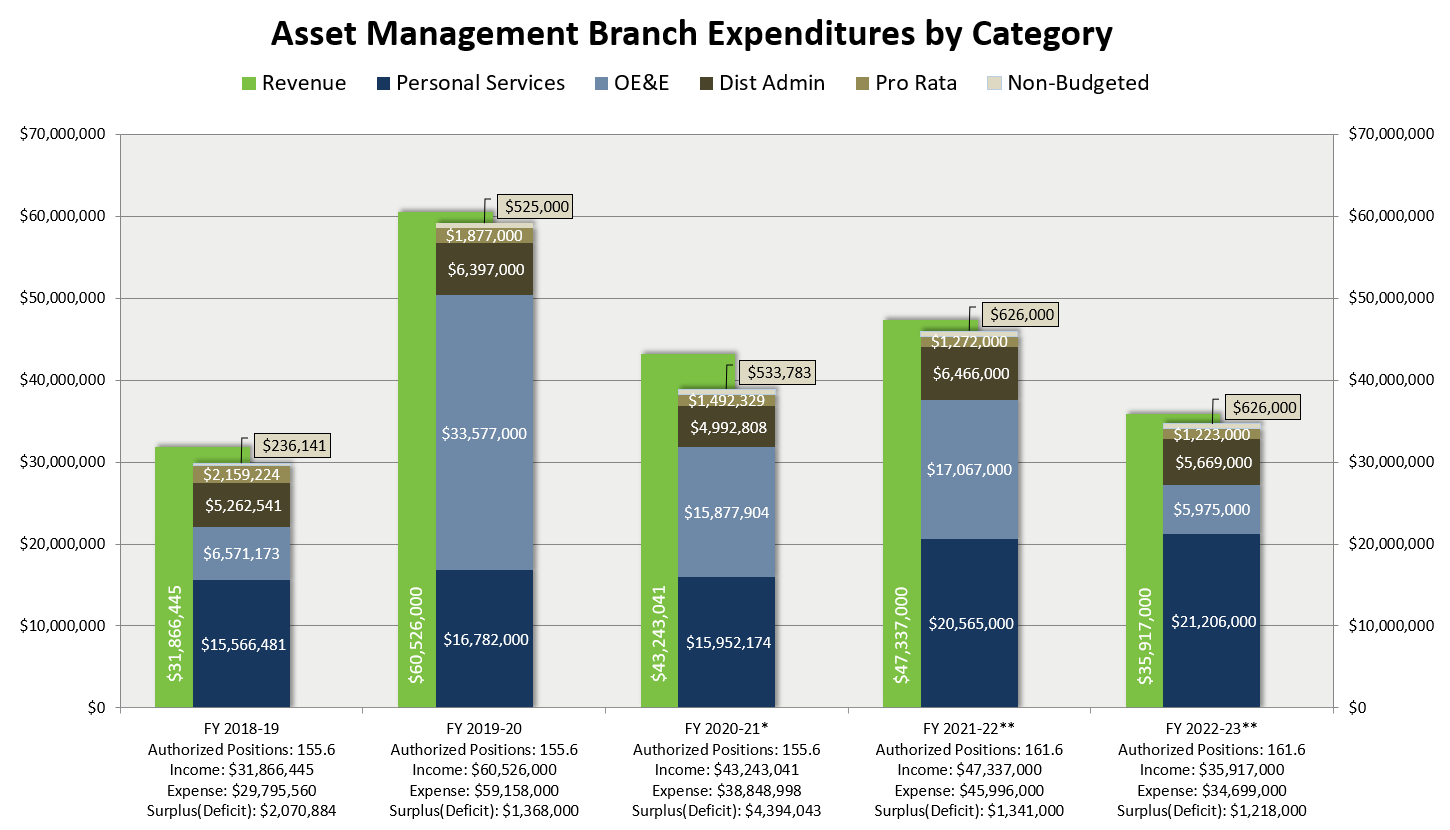 Asset Management Branch Expenditures by Category
Revenue Personal Services OE&E Dist Admin Pro Rata Non-Budgeted
$70,000,000 $70,000,000
$60,000,000 $60,000,000
$50,000,000 $50,000,000
$40,000,000 $40,000,000
$30,000,000 $30,000,000
$20,000,000 $20,000,000
$10,000,000 $10,000,000
$0 $0
$31,866,445
$236,141
$2,159,224
$5,262,541
$6,571,173
$15,566,481
$60,526,000
$525,000
$1,877,000
$6,397,000
$33,577,000
$16,782,000
$43,243,041
$533,783
$1,492,329
$4,992,808
$15,877,904
$15,952,174
$47,337,000
$626,000
$1,272,000
$6,466,000
$17,067,000
$20,565,000
$35,917,000
$626,000
$1,223,000
$5,669,000
$5,975,000
$21,206,000
FY 2018-19
Authorized Positions: 155.6
Income: $31,866,445
Expense: $29,795,560
Surplus(Deficit): $2,070,884
FY 2019-20
Authorized Positions: 155.6
Income: $60,526,000
Expense: $59,158,000
Surplus(Deficit): $1,368,000
FY 2020-21*
Authorized Positions: 155.6
Income: $43,243,041
Expense: $38,848,998
Surplus(Deficit): $4,394,043
FY 2021-22**
Authorized Positions: 161.6
Income: $47,337,000
Expense: $45,996,000
Surplus(Deficit): $1,341,000
FY 2022-23**
Authorized Positions: 161.6
Income: $35,917,000
Expense: $34,699,000
Surplus(Deficit): $1,218,000